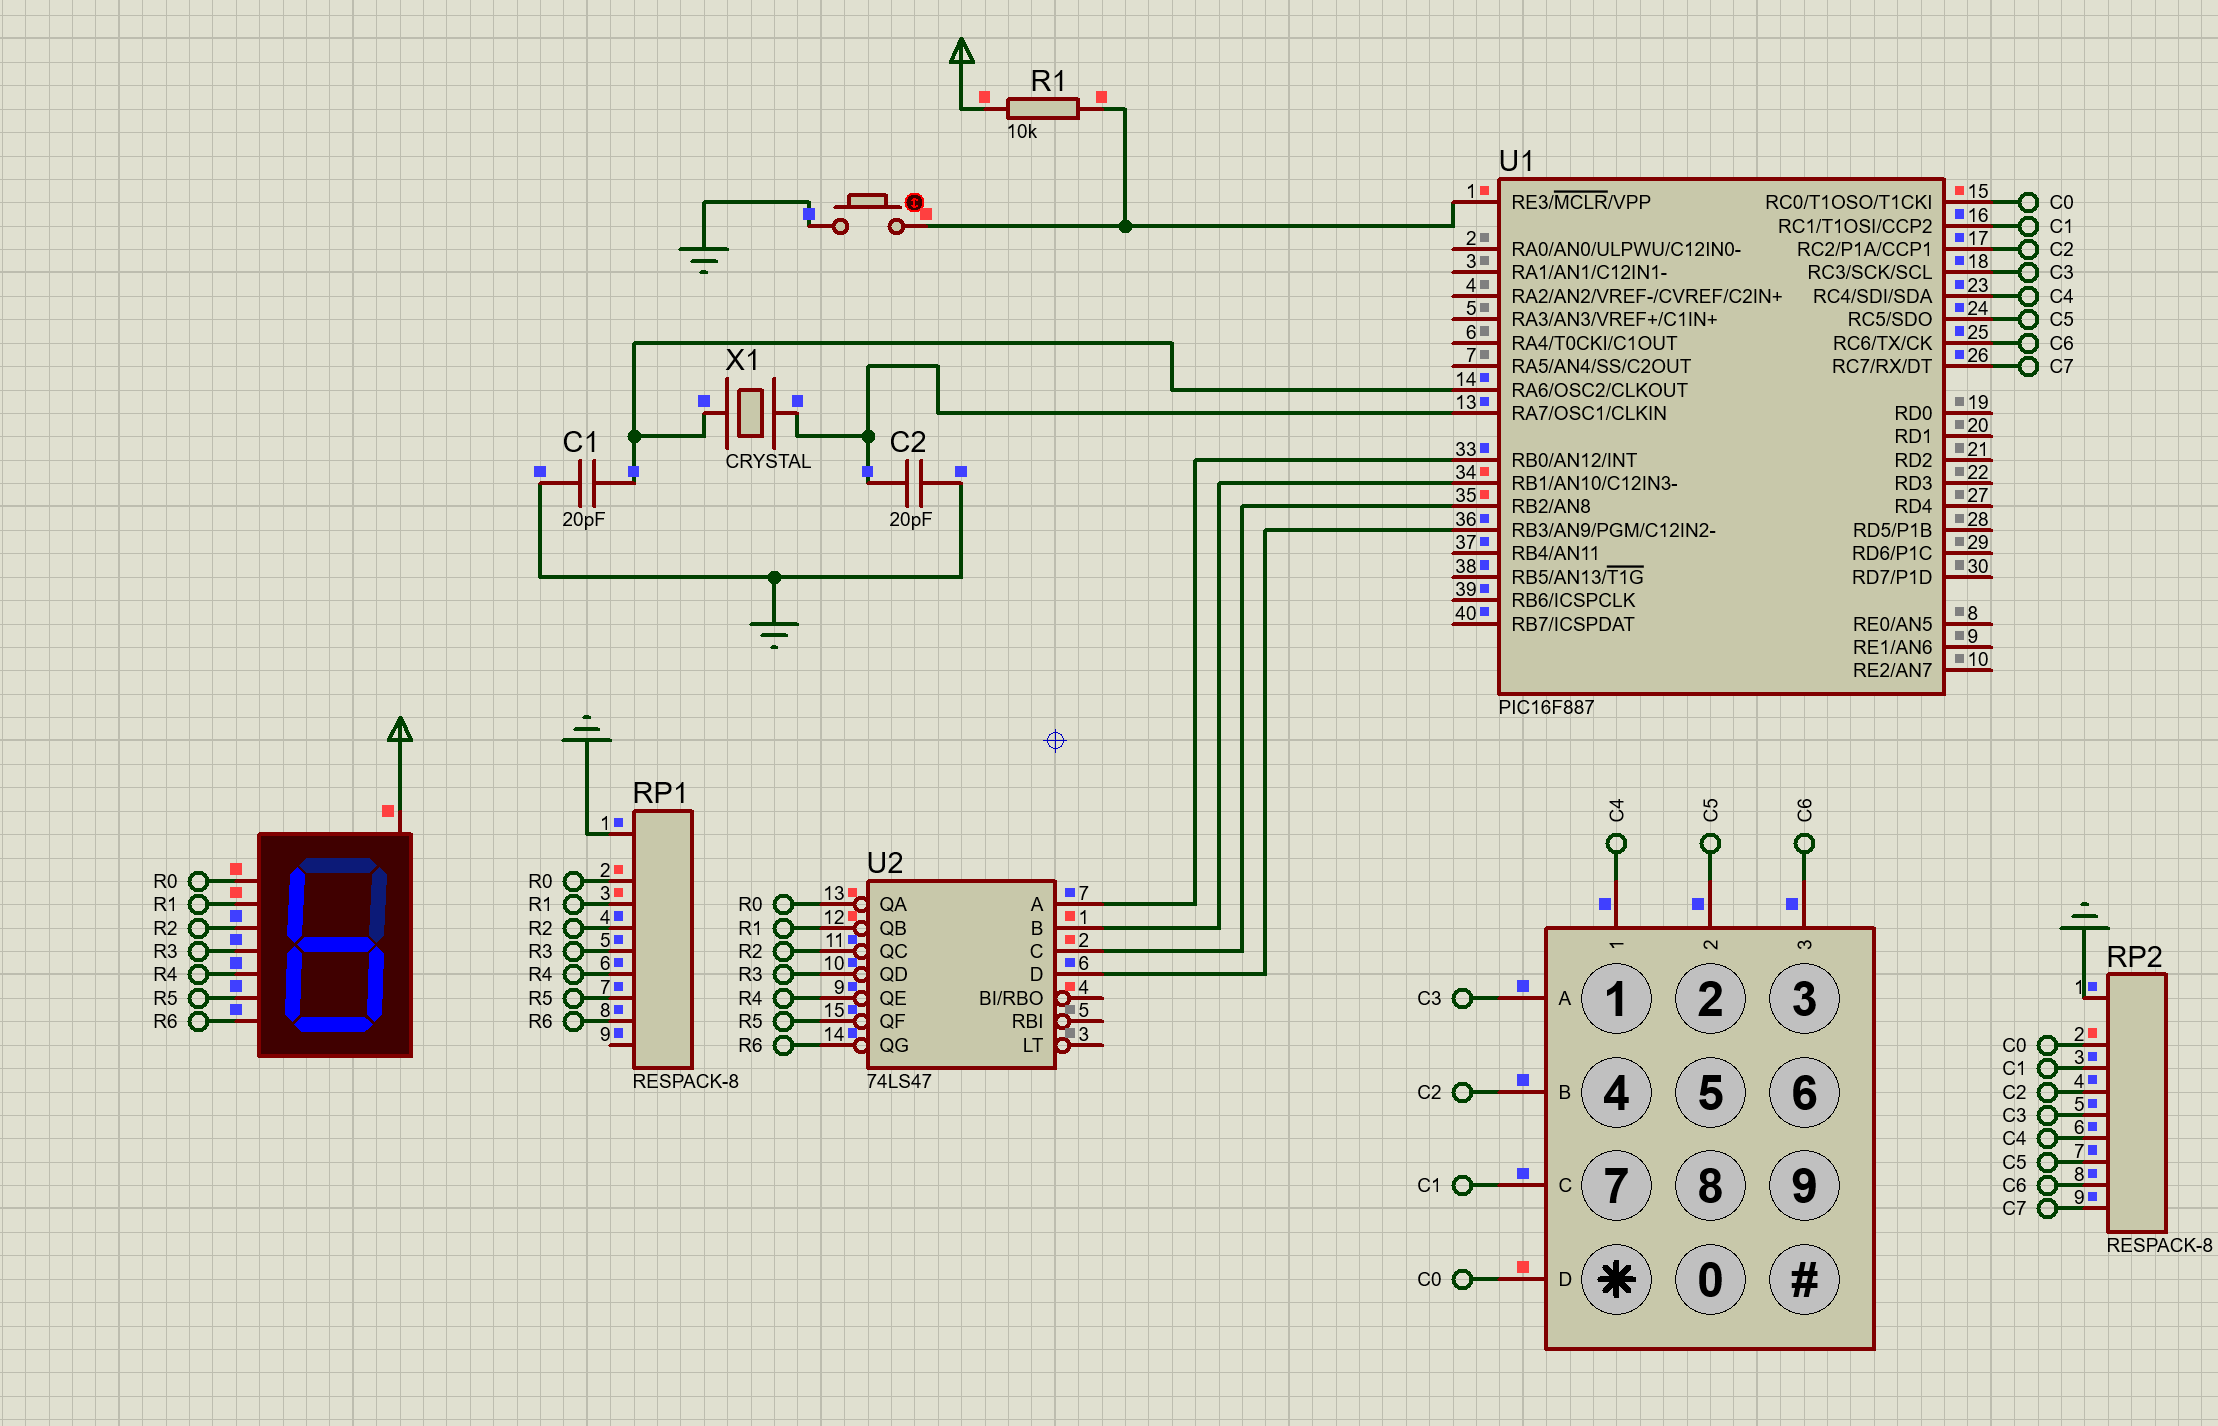 R1
10k
U1
1 RE3/MCLR/VPP RC0/T1OSO/T1CKI 15 C0
RC1/T1OSI/CCP2 16 C1
2 RA0/AN0/ULPWU/C12IN0- RC2/P1A/CCP1 17 C2
3 RA1/AN1/C12IN1- RC3/SCK/SCL 18 C3
4 RA2/AN2/VREF-/CVREF/C2IN+ RC4/SDI/SDA 23 C4
5 RA3/AN3/VREF+/C1IN+ RC5/SDO 24 C5
6 RA4/T0CKI/C1OUT RC6/TX/CK 25 C6
7 RA5/AN4/SS/C2OUT RC7/RX/DT 26 C7
14 RA6/OSC2/CLKOUT
13 RA7/OSC1/CLKIN RD0 19
RD1 20
33 RB0/AN12/INT RD2 21
34 RB1/AN10/C12IN3- RD3 22
35 RB2/AN8 RD4 27
36 RB3/AN9/PGM/C12IN2- RD5/P1B 28
37 RB4/AN11 RD6/P1C 29
38 RB5/AN13/T1G RD7/P1D 30
39 RB6/ICSPCLK
40 RB7/ICSPDAT RE0/AN5 8
RE1/AN6 9
RE2/AN7 10
PIC16F887
X1
CRYSTAL
C1
20pF
C2
20pF
R0
R1
R2
R3
R4
R5
R6
RP1
1
R0 2
R1 3
R2 4
R3 5
R4 6
R5 7
R6 8
9
RESPACK-8
U2
R0 13 QA A 7
R1 12 QB B 1
R2 11 QC C 2
R3 10 QD D 6
R4 9 QE BI/RBO 4
R5 15 QF RBI 5
R6 14 QG LT 3
74LS47
C4 C5 C6
1 2 3
C3 A 1 2 3
C2 B 4 5 6
C1 C 7 8 9
C0 D * 0 #
RP2
1
C0 2
C1 3
C2 4
C3 5
C4 6
C5 7
C6 8
C7 9
RESPACK-8